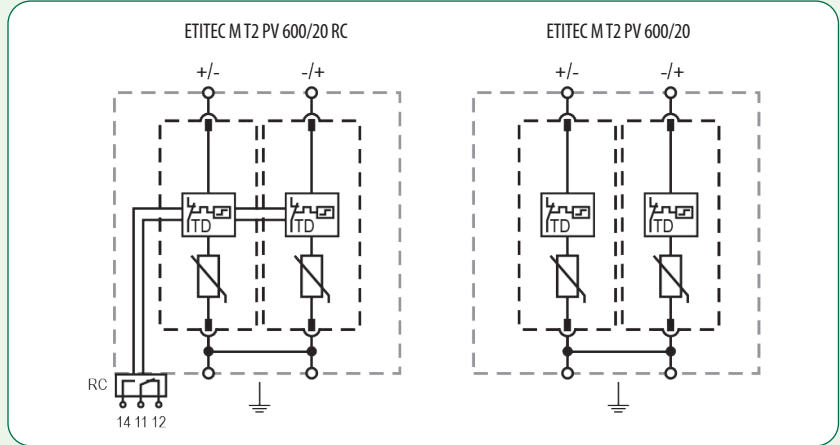 ETITEC M T2 PV 600/20 RC
ETITEC M T2 PV 600/20
+/-
-/+
+/-
-/+
TD
TD
TD
TD
RC
14 11 12